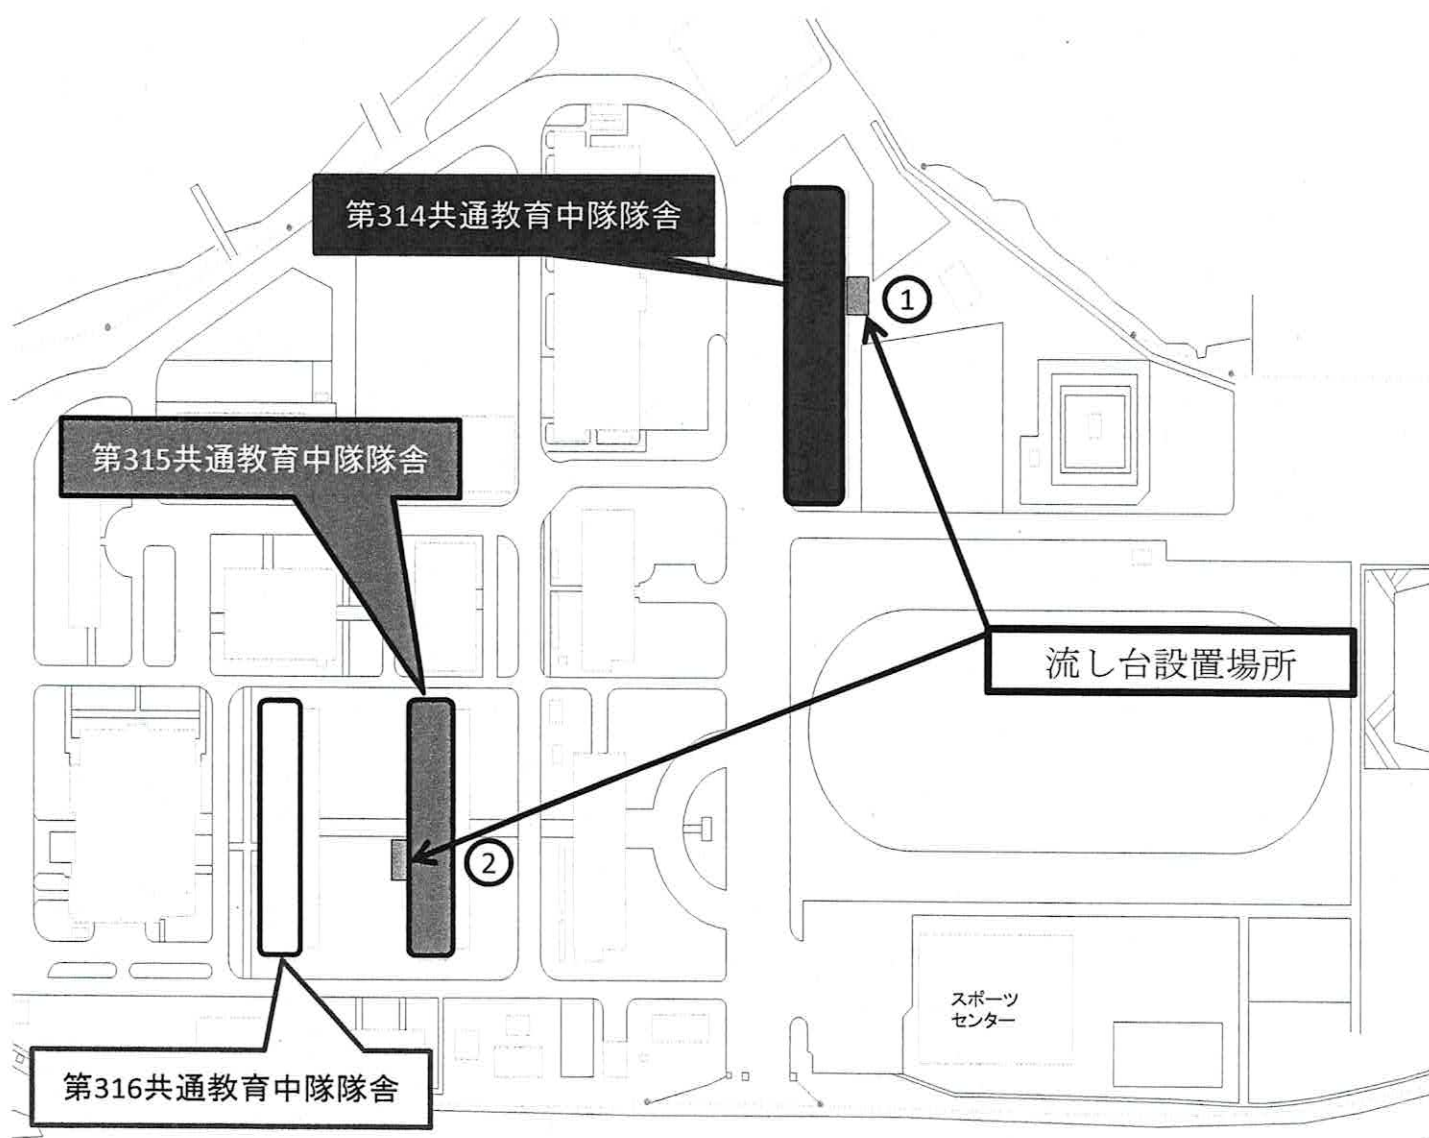 第314共通教育中隊隊舎
①
第315共通教育中隊隊舎
流し台設置場所
②
スポーツ
センター
第316共通教育中隊隊舎